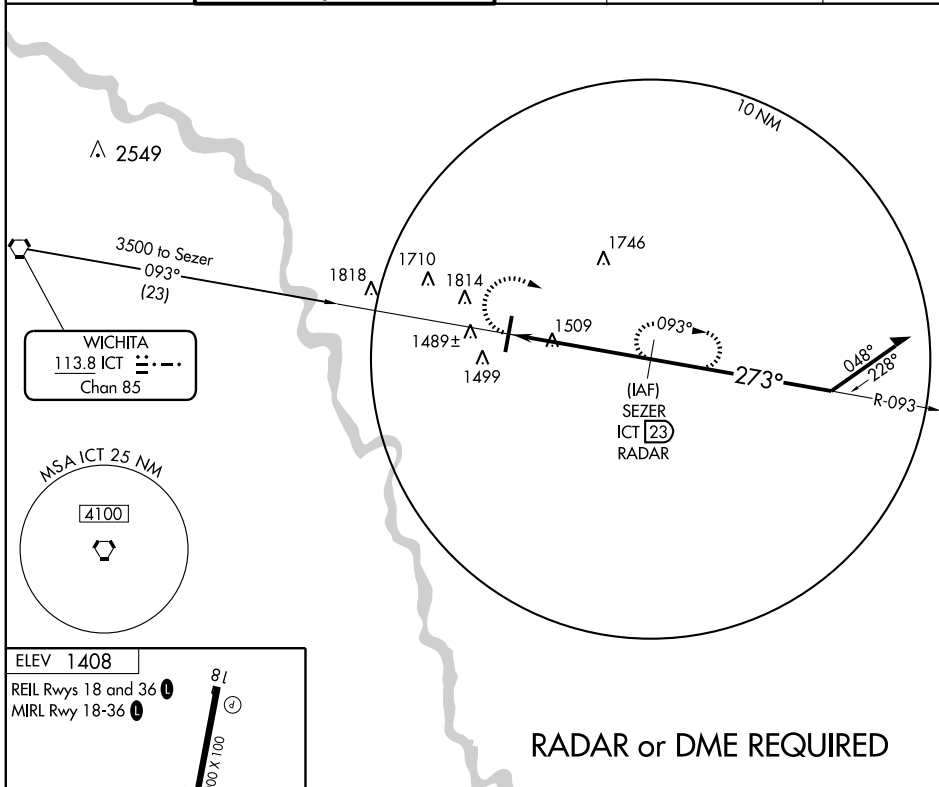 10 NM
2549
3500 to Sezer
093°
(23)
1818
1710
1814
1746
1489±
1499
1509
093°
273°
048°
228°
R-093
(IAF)
SEZER
ICT 23
RADAR
WICHITA
113.8 ICT
Chan 85
MSA ICT 25 NM
4100
ELEV 1408
REIL Rwys 18 and 36 L
MIRL Rwy 18-36 L
18
P
00 X 100
RADAR or DME REQUIRED